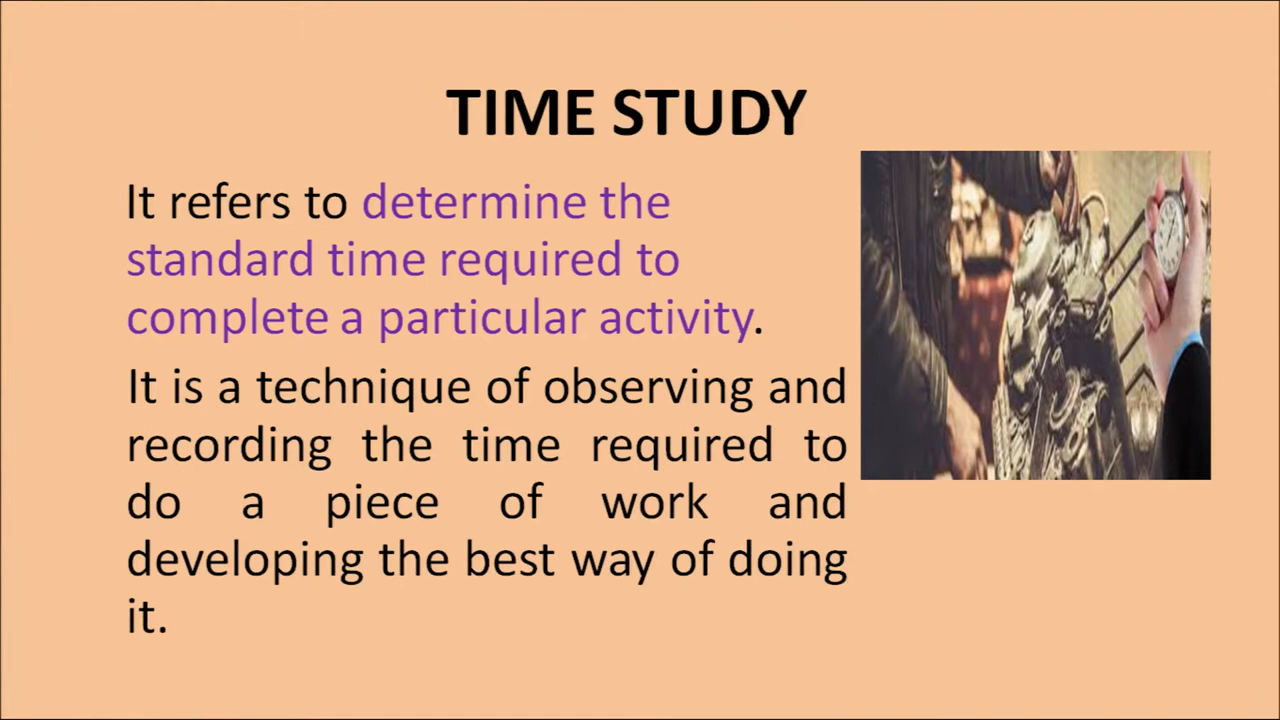 TIME STUDY
It refers to determine the
standard time required to
complete a particular activity.
It is a technique of observing and
recording the time required to
do a piece of work and
developing the best way of doing
it.